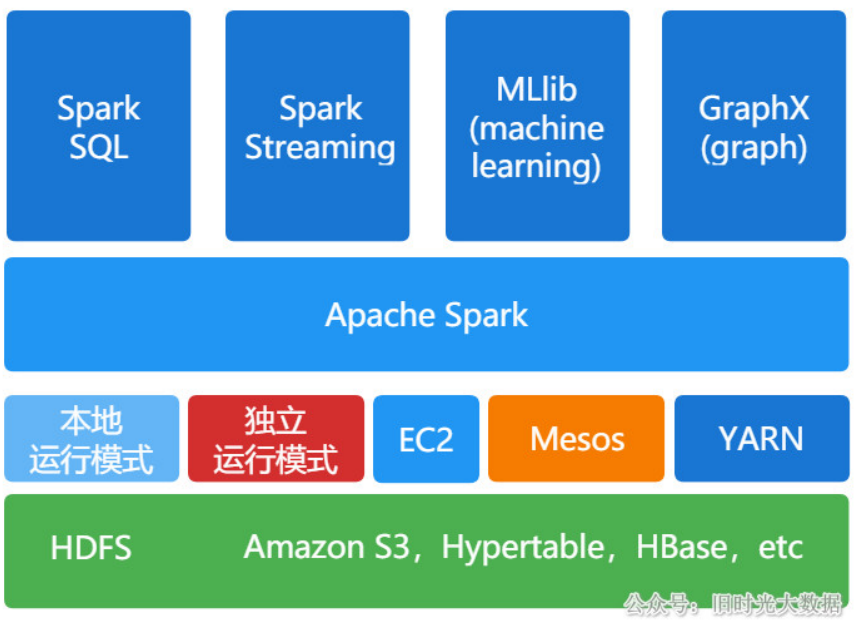 Spark
SQL
Spark
Streaming
MLlib
(machine
learning)
GraphX
(graph)
Apache Spark
本地
运行模式
独立
运行模式
EC2
Mesos
YARN
HDFS
Amazon S3，Hypertable，HBase，etc
公众号：旧时光大数据